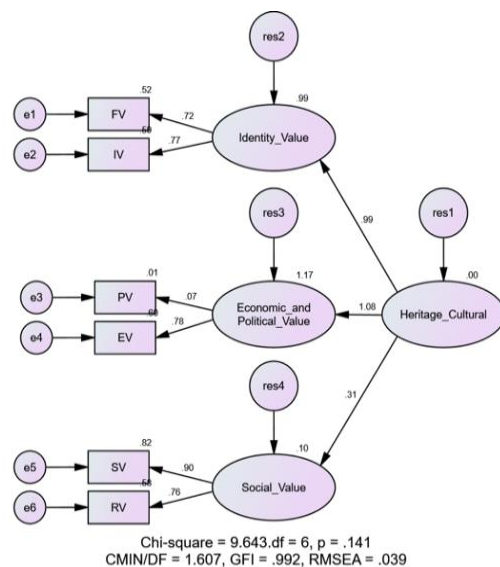 res2
.52
.99
e1
FV
.72
Identity_Value
e2
IV
.77
res3
res1
.99
.01
1.17
.00
e3
PV
.07
Economic_and
Political_Value
1.08
Heritage_Cultural
e4
EV
.78
res4
.31
.82
.10
e5
SV
.90
Social_Value
e6
RV
.76
Chi-square = 9.643.df = 6, p = .141
CMIN/DF = 1.607, GFI = .992, RMSEA = .039